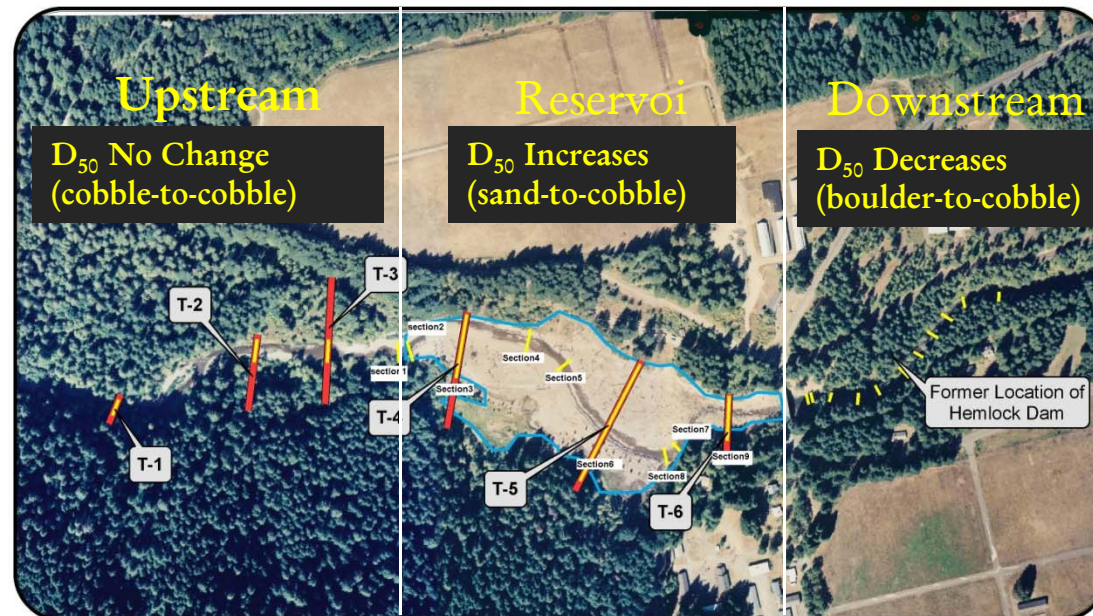 Upstream
Reservoi
Downstream
D₅₀ No Change
(cobble-to-cobble)
D₅₀ Increases
(sand-to-cobble)
D₅₀ Decreases
(boulder-to-cobble)
T-3
T-2
section2
section1
Section4
Section5
Section3
T-4
Former Location of
Hemlock Dam
T-1
Section7
Section6
Section9
Section8
T-5
T-6